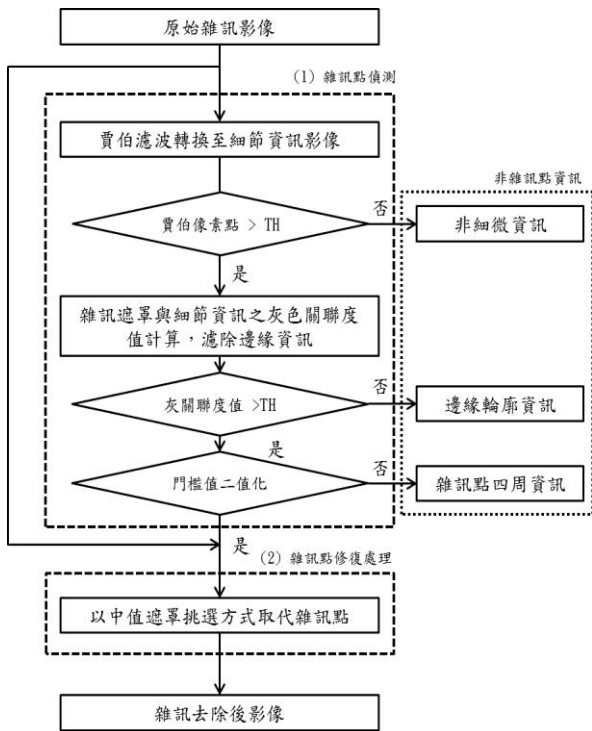 原始雜訊影像
(1) 雜訊點偵測
賈伯濾波轉換至細節資訊影像
非雜訊點資訊
賈伯像素點 > TH
否
非細微資訊
是
雜訊遮罩與細節資訊之灰色關聯度
值計算，濾除邊緣資訊
灰關聯度值 >TH
否
邊緣輪廓資訊
是
門檻值二值化
否
雜訊點四周資訊
是
(2) 雜訊點修復處理
以中值遮罩挑選方式取代雜訊點
雜訊去除後影像